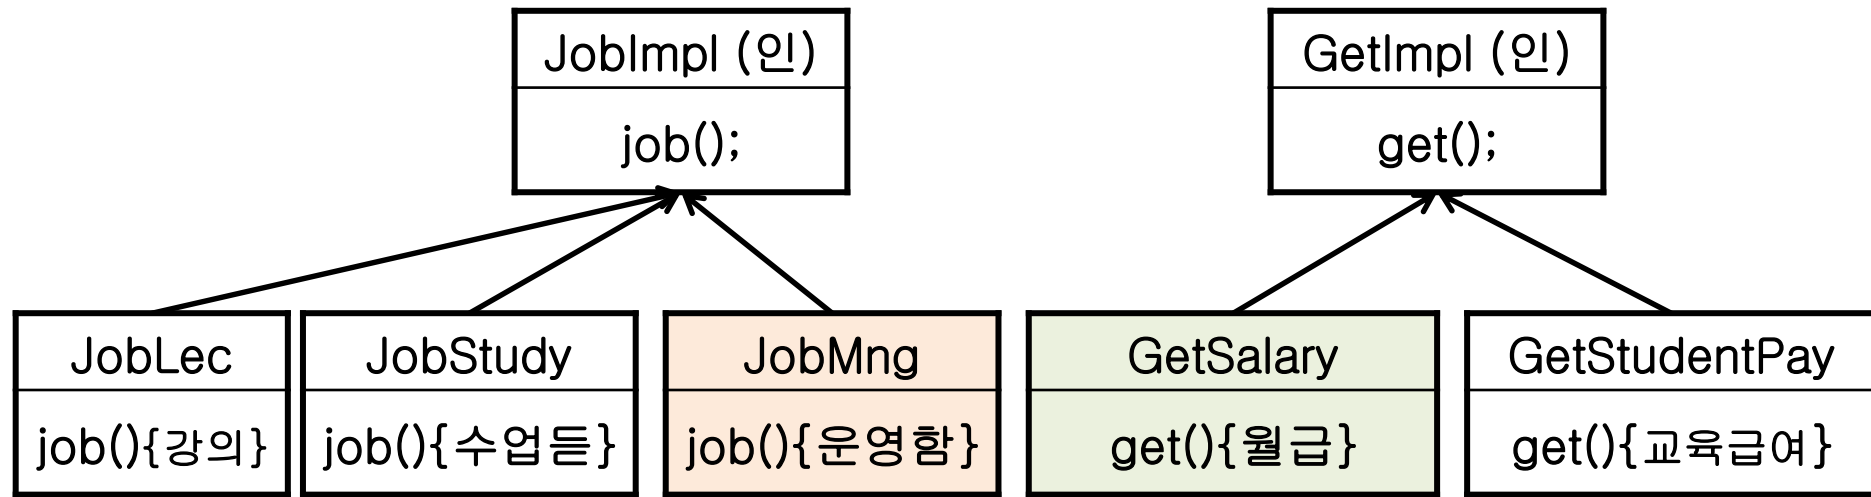 JobImpl (인)
job();
GetImpl (인)
get();
JobLec
job(){강의}
JobStudy
job(){수업듣}
JobMng
job(){운영함}
GetSalary
get(){월급}
GetStudentPay
get(){교육급여}